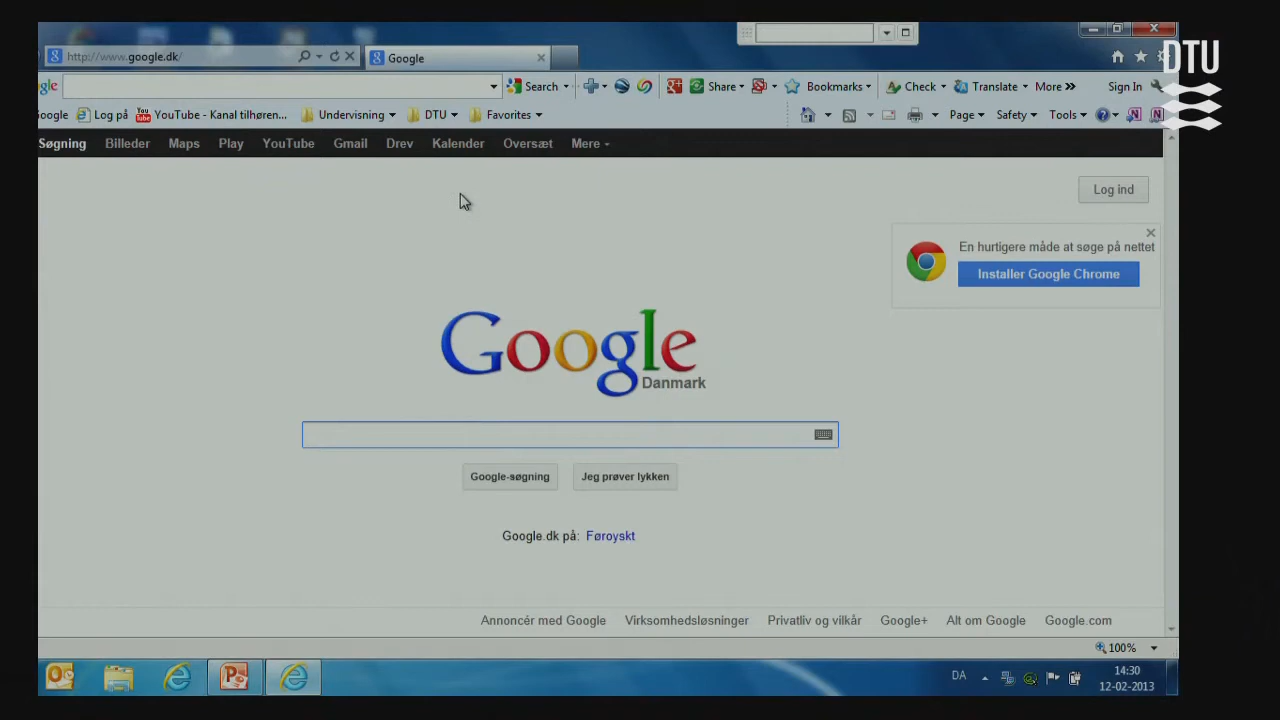 http://www.google.dk/
Google
DTU
gle
Search
Share
Bookmarks
Check
Translate
More »
Sign In
Google
Log på
YouTube - Kanal tilhøren...
Undervisning
DTU
Favorites
Page
Safety
Tools
Søgning Billeder Maps Play YouTube Gmail Drev Kalender Oversæt Mere
Log ind
En hurtigere måde at søge på nettet
Installer Google Chrome
Google
Danmark
Google-søgning
Jeg prøver lykken
Google.dk på: Føroyskt
Annoncér med Google Virksomhedsløsninger Privatliv og vilkår Google+ Alt om Google Google.com
100%
DA
14:30
12-02-2013